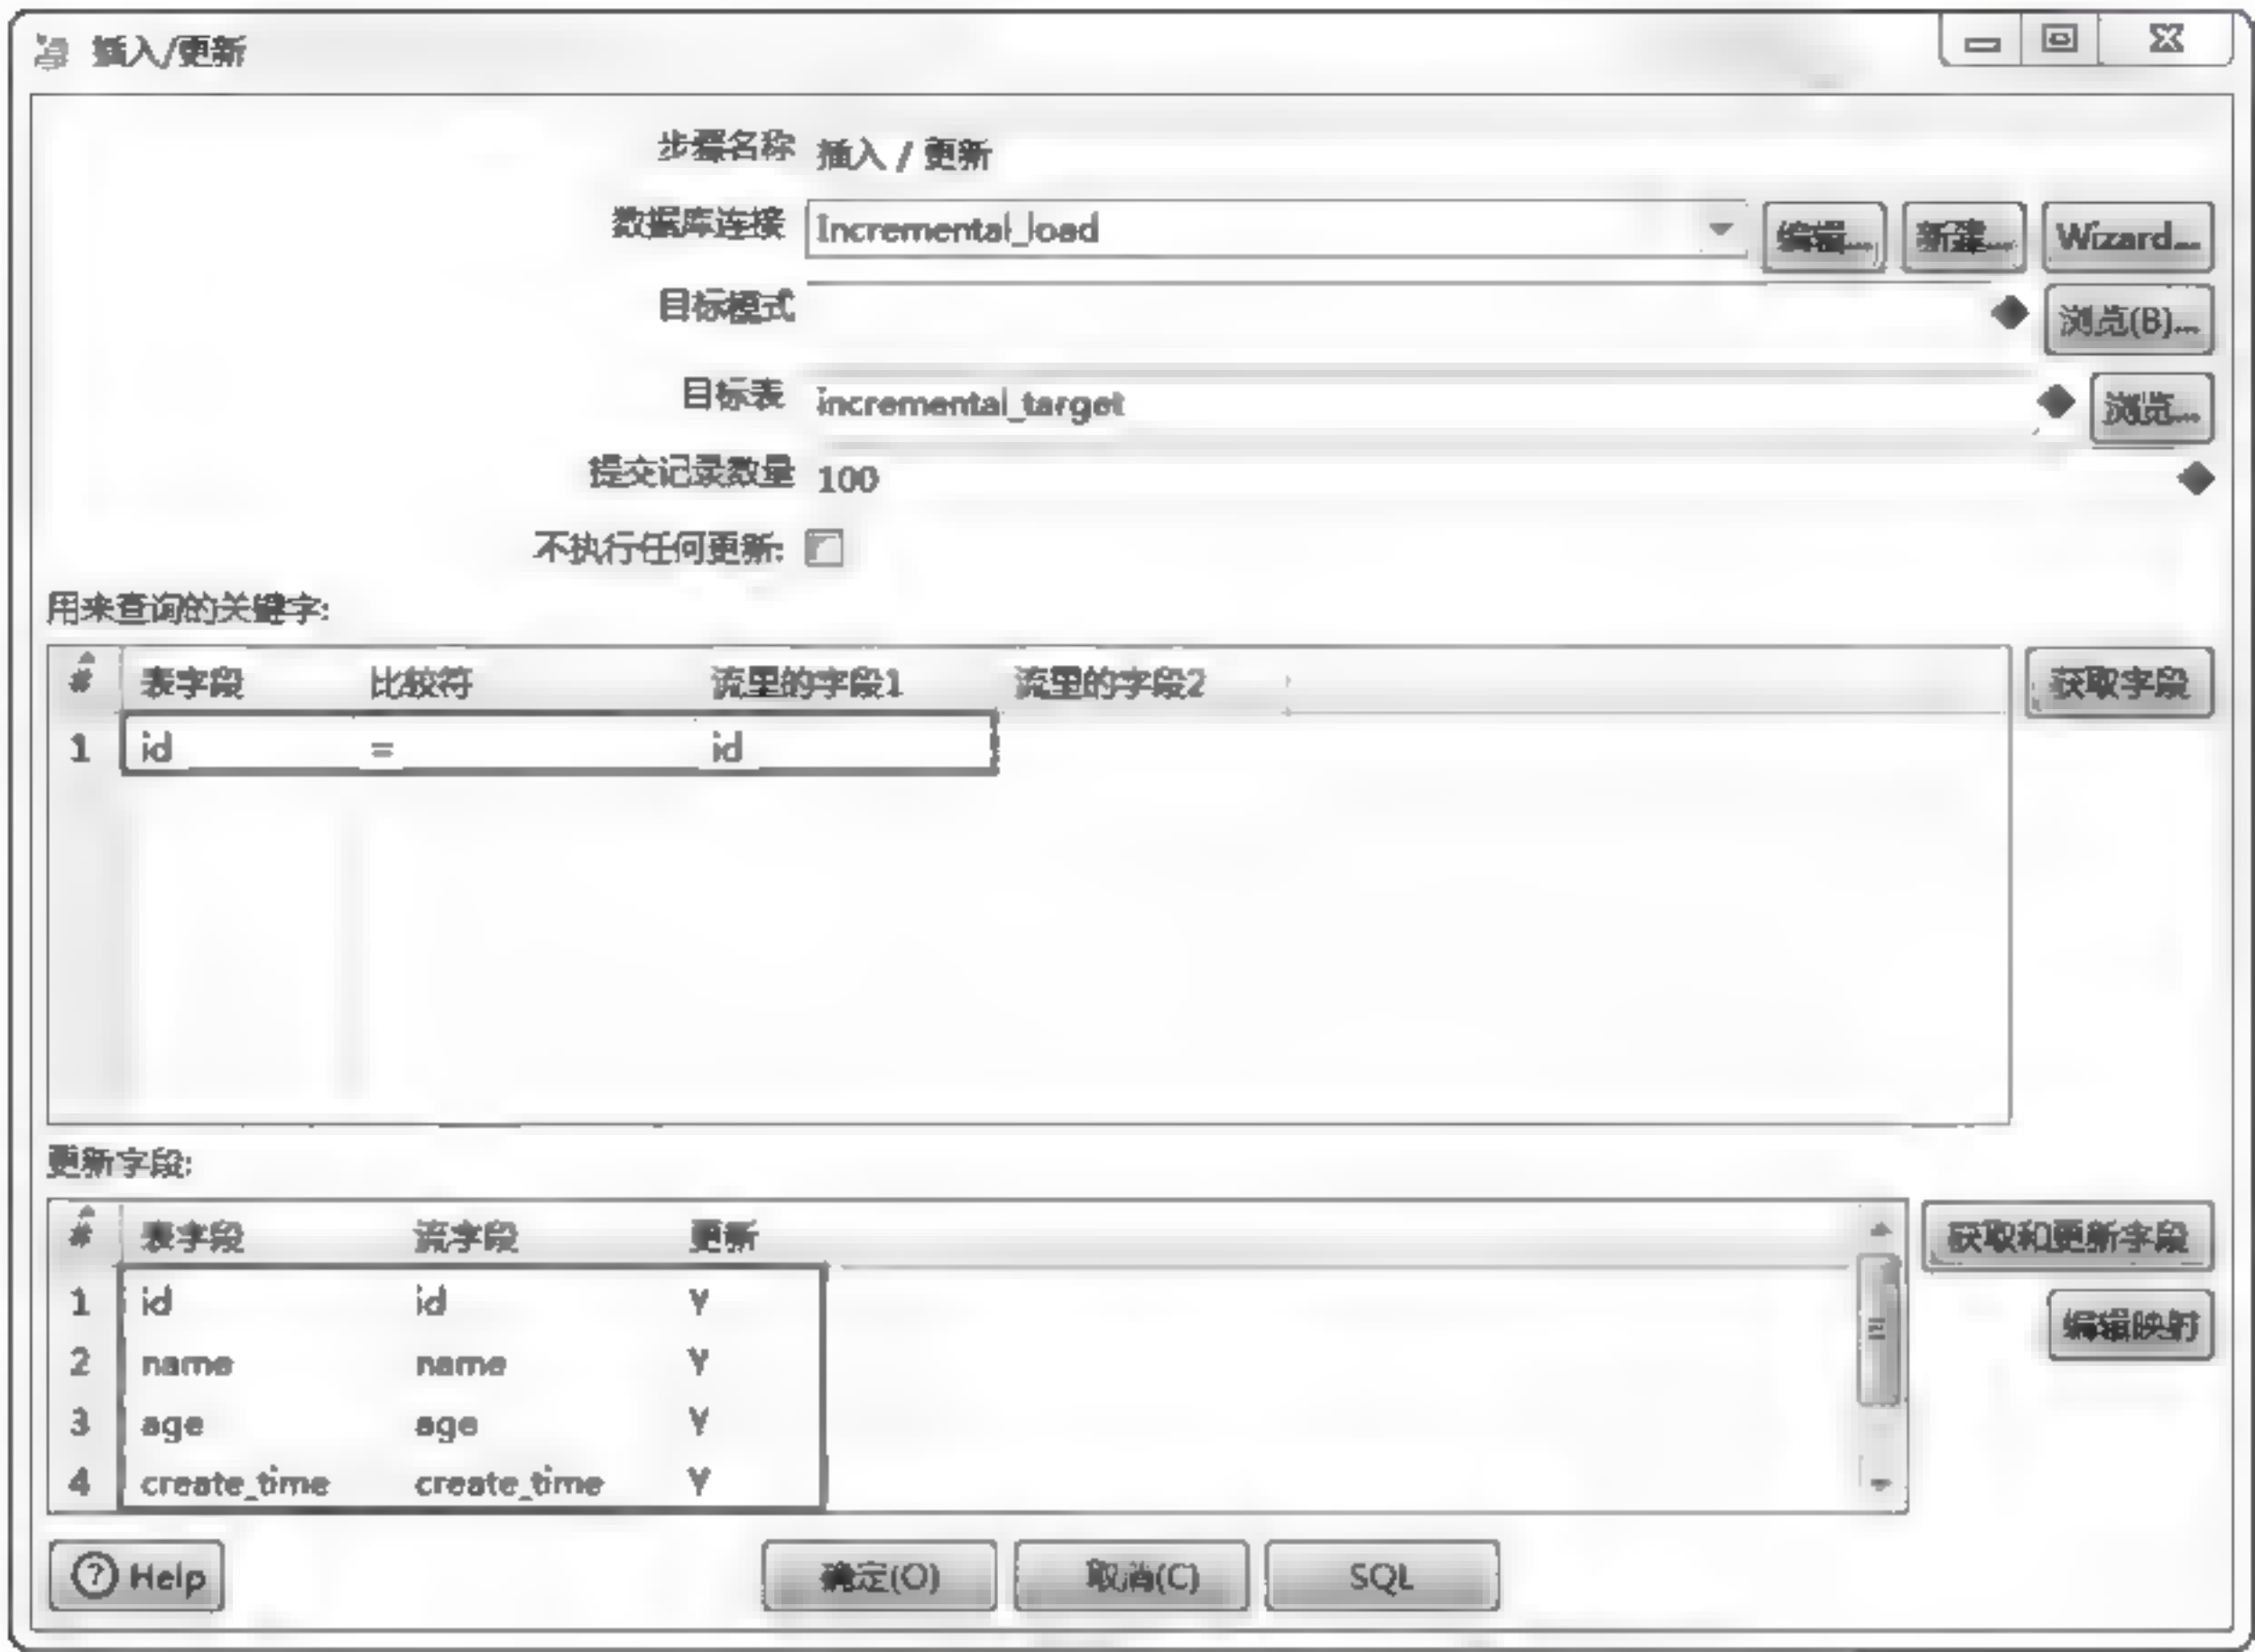 插入/更新
步骤名称 插入 / 更新
数据库连接 Incremental_load 编辑... 新建... Wizard...
目标模式 浏览(B)...
目标表 incremental_target 浏览...
提交记录数量 100
不执行任何更新:
用来查询的关键字:
# 表字段 比较符 流里的字段1 流里的字段2 获取字段
1 id = id
更新字段:
# 表字段 流字段 更新 获取和更新字段
1 id id Y
编辑映射
2 name name Y
3 age age Y
4 create_time create_time Y
? Help 确定(O) 取消(C) SQL